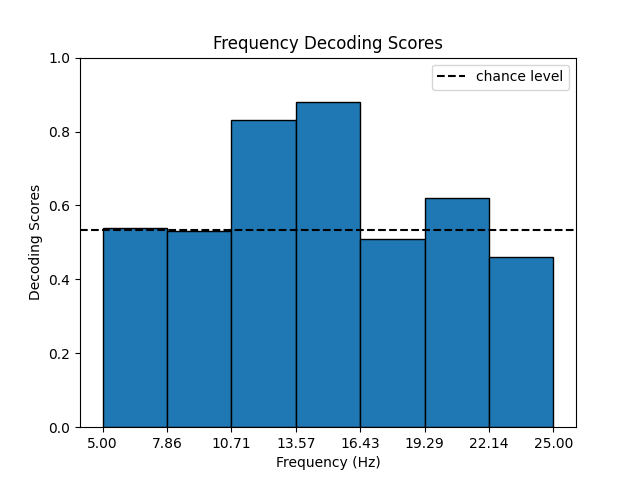 Frequency Decoding Scores
chance level
1.0
0.8
0.6
0.4
0.2
0.0
Decoding Scores
5.00 7.86 10.71 13.57 16.43 19.29 22.14 25.00
Frequency (Hz)